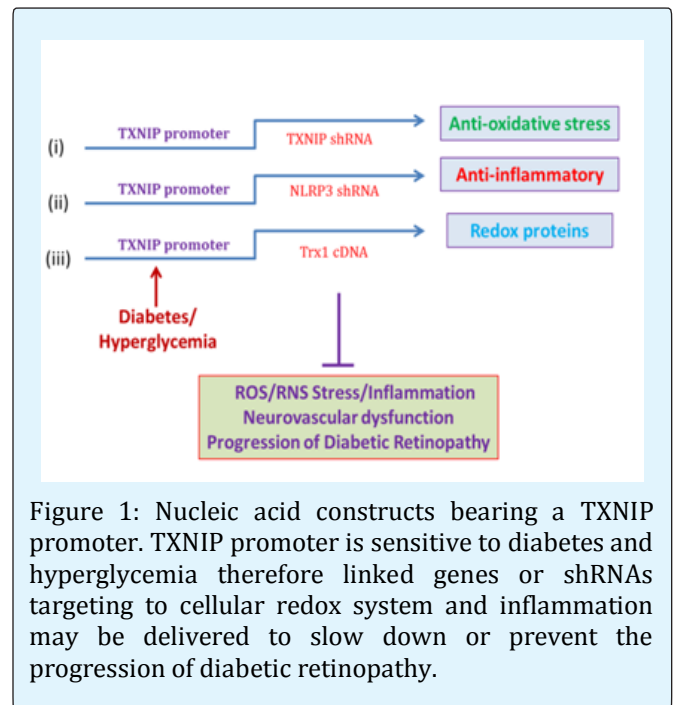 TXNIP promoter
TXNIP shRNA
Anti-oxidative stress
(i)
TXNIP promoter
NLRP3 shRNA
Anti-inflammatory
(ii)
TXNIP promoter
Trx1 cDNA
Redox proteins
(iii)
Diabetes/
Hyperglycemia
ROS/RNS Stress/Inflammation
Neurovascular dysfunction
Progression of Diabetic Retinopathy
Figure 1: Nucleic acid constructs bearing a TXNIP
promoter. TXNIP promoter is sensitive to diabetes and
hyperglycemia therefore linked genes or shRNAs
targeting to cellular redox system and inflammation
may be delivered to slow down or prevent the
progression of diabetic retinopathy.